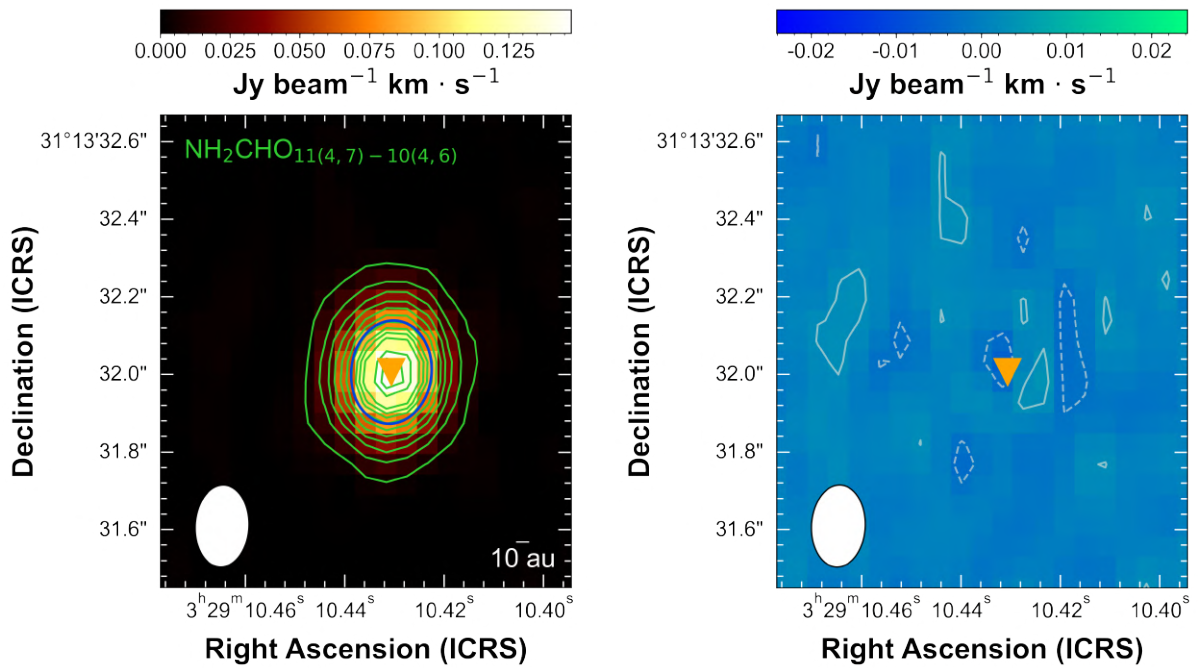 0.000 0.025 0.050 0.075 0.100 0.125
Jy beam⁻¹ km · s⁻¹
31°13'32.6"
32.4"
32.2"
32.0"
31.8"
31.6"
Declination (ICRS)
NH₂CHO₁₁₍₄,₇₎₋₁₀₍₄,₆₎
10 au
3ʰ29ᵐ10.46ˢ 10.44ˢ 10.42ˢ 10.40ˢ
Right Ascension (ICRS)
-0.02 -0.01 0.00 0.01 0.02
Jy beam⁻¹ km · s⁻¹
31°13'32.6"
32.4"
32.2"
32.0"
31.8"
31.6"
Declination (ICRS)
3ʰ29ᵐ10.46ˢ 10.44ˢ 10.42ˢ 10.40ˢ
Right Ascension (ICRS)